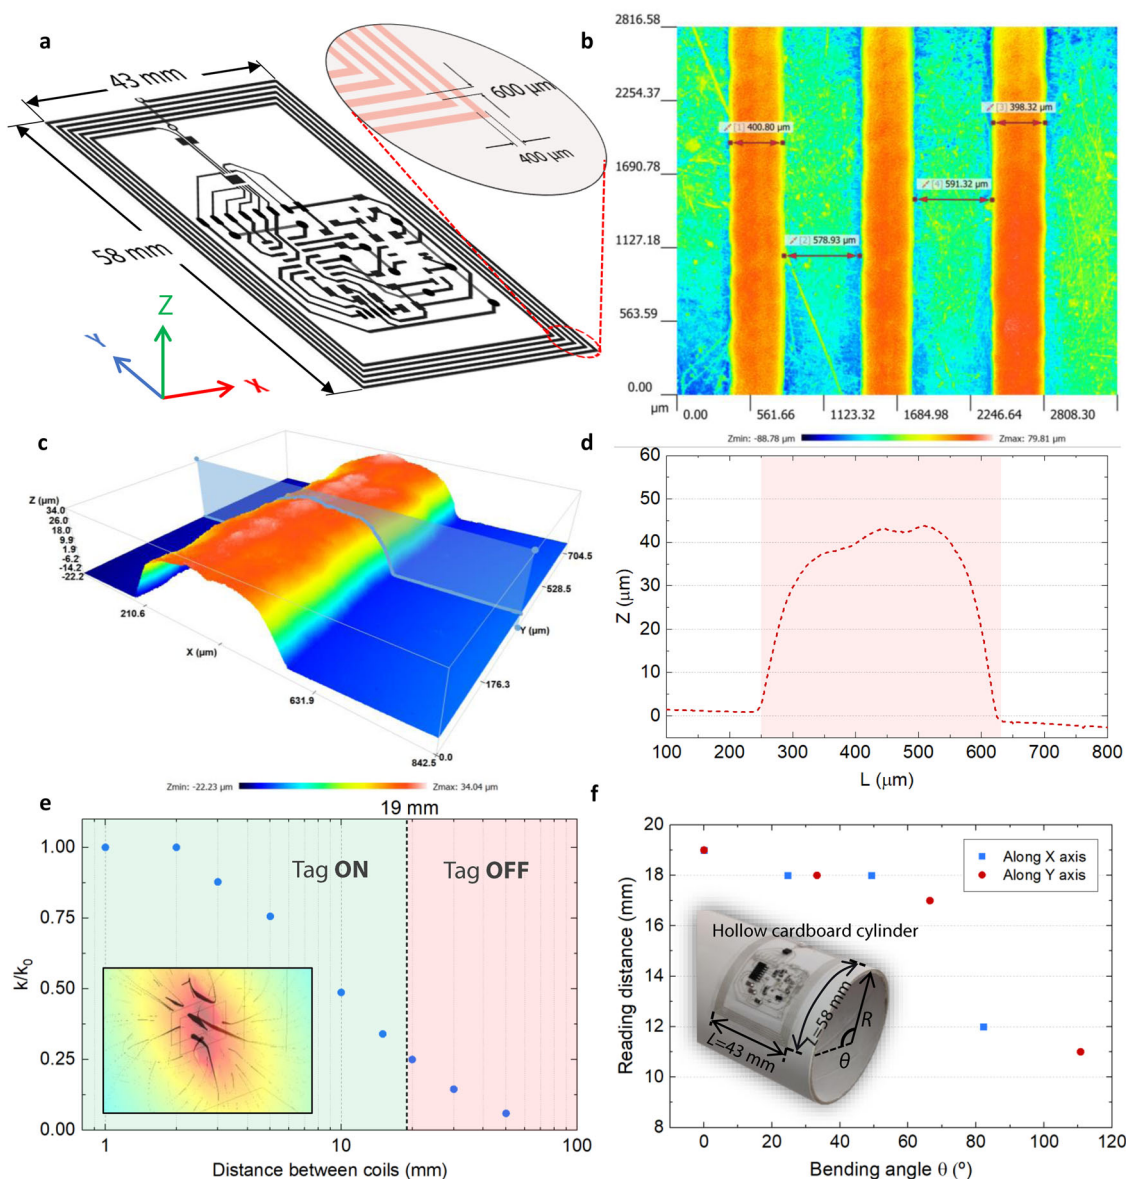 a
43 mm
58 mm
600 μm
400 μm
Z
Y
X
b
2816.58
2254.37
1690.78
1127.18
563.59
0.00
μm
0.00
561.66
1123.32
1684.98
2246.64
2808.30
[1] 400.80 μm
[3] 398.32 μm
[4] 591.32 μm
[2] 578.93 μm
Zmin: -88.78 μm
Zmax: 79.81 μm
c
Z (μm)
34.0
26.0
18.0
9.9
1.9
-6.2
-14.2
-22.2
210.6
X (μm)
631.9
842.5
0.0
176.3
Y (μm)
528.5
704.5
Zmin: -22.23 μm
Zmax: 34.04 μm
d
60
50
40
30
20
10
0
Z (μm)
100
200
300
400
500
600
700
800
L (μm)
e
19 mm
Tag ON
Tag OFF
1.00
0.75
0.50
0.25
0.00
k/k0
1
10
100
Distance between coils (mm)
f
20
18
16
14
12
10
8
Reading distance (mm)
Along X axis
Along Y axis
Hollow cardboard cylinder
L=58 mm
L=43 mm
R
θ
0
20
40
60
80
100
120
Bending angle θ (º)